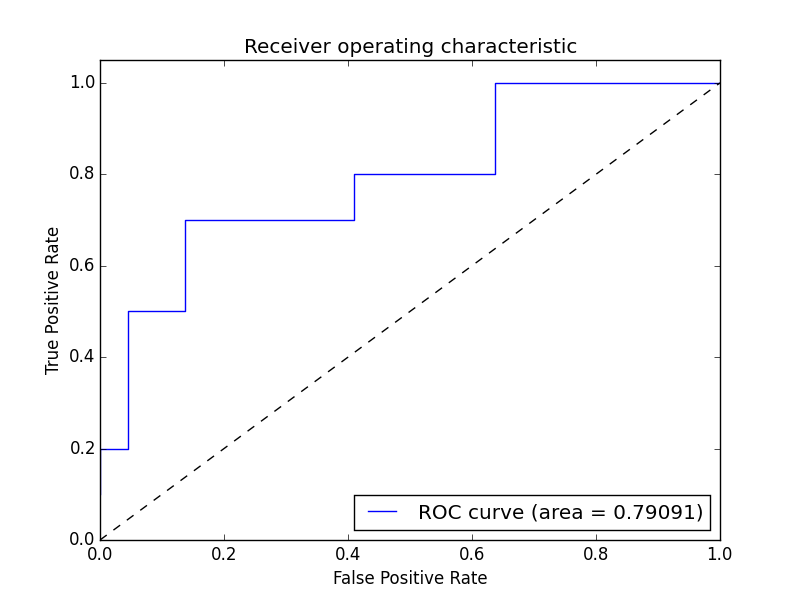 Receiver operating characteristic
1.0
0.8
0.6
0.4
0.2
0.0
True Positive Rate
ROC curve (area = 0.79091)
0.0 0.2 0.4 0.6 0.8 1.0
False Positive Rate